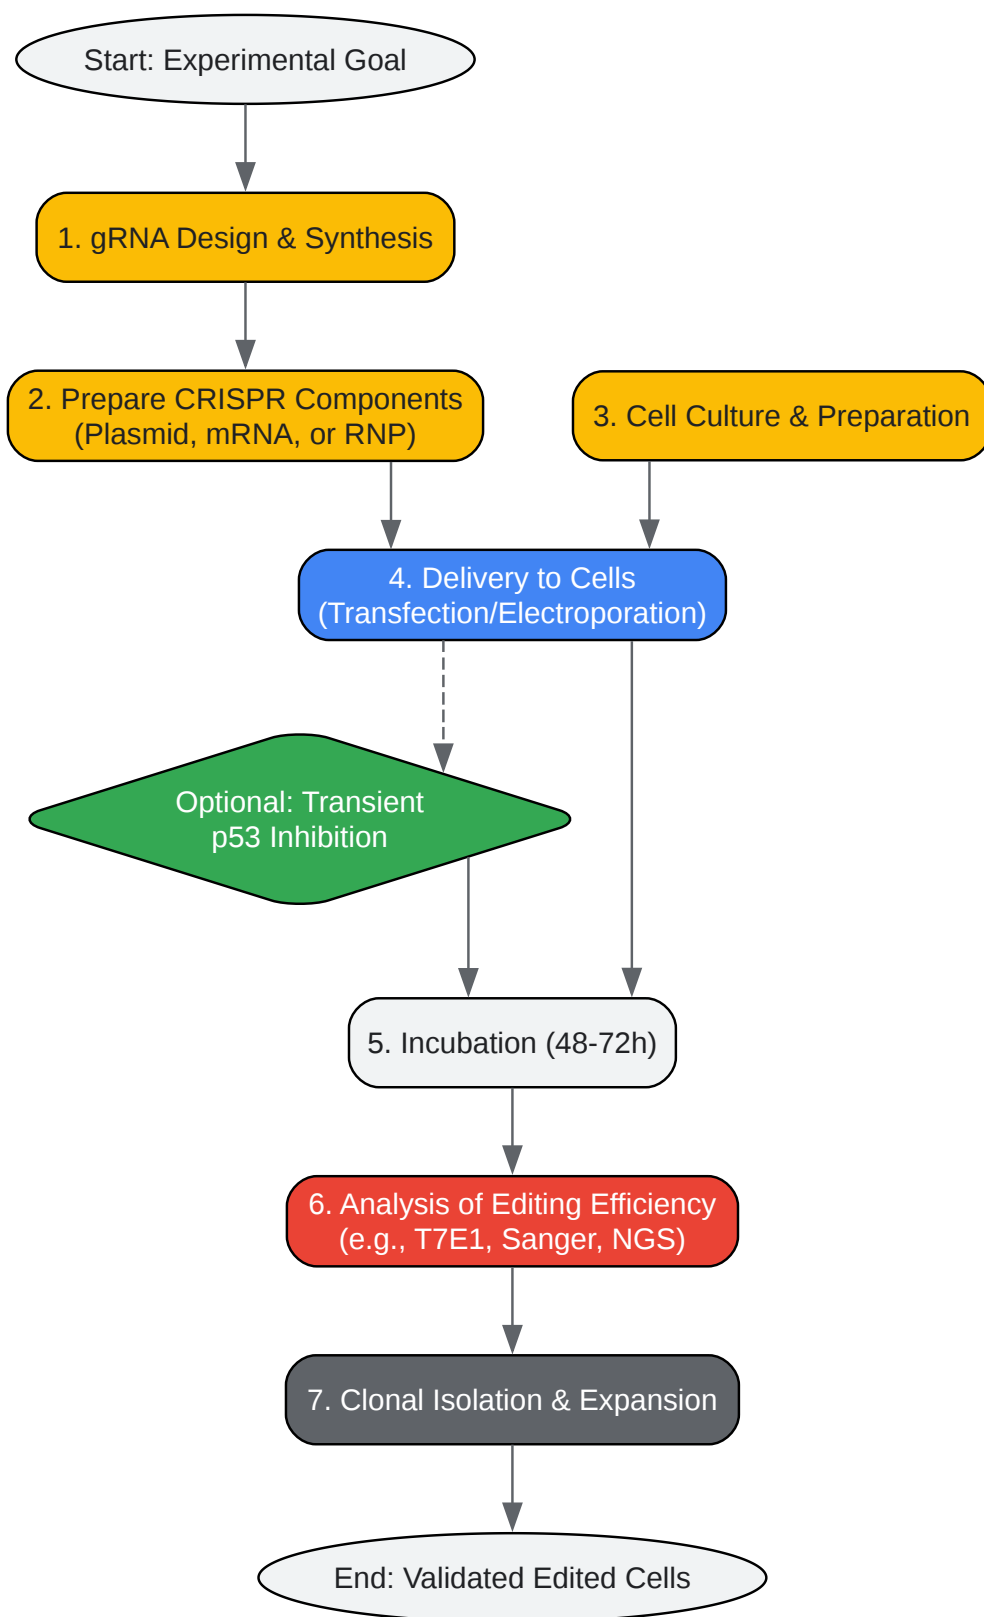 Start: Experimental Goal
1. gRNA Design & Synthesis
2. Prepare CRISPR Components
(Plasmid, mRNA, or RNP)
3. Cell Culture & Preparation
4. Delivery to Cells
(Transfection/Electroporation)
Optional: Transient
p53 Inhibition
5. Incubation (48-72h)
6. Analysis of Editing Efficiency
(e.g., T7E1, Sanger, NGS)
7. Clonal Isolation & Expansion
End: Validated Edited Cells